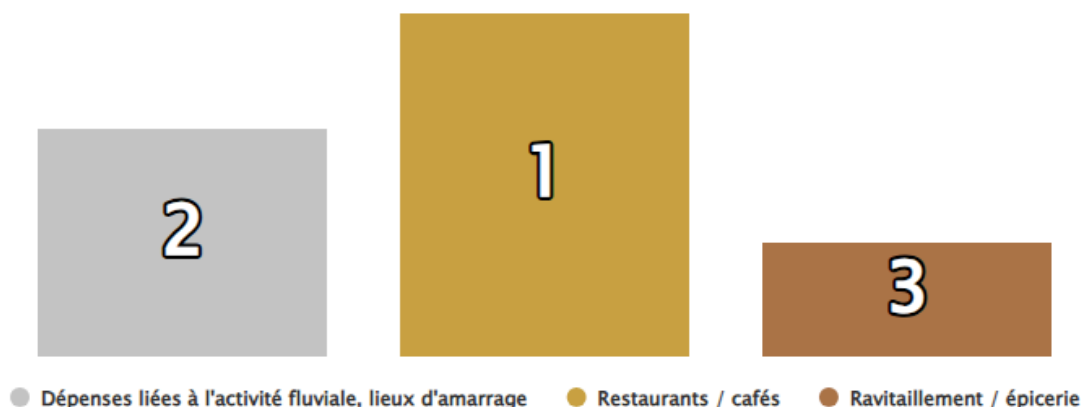 2
1
3
Dépenses liées à l'activité fluviale, lieux d'amarrage Restaurants / cafés Ravitaillement / épicerie